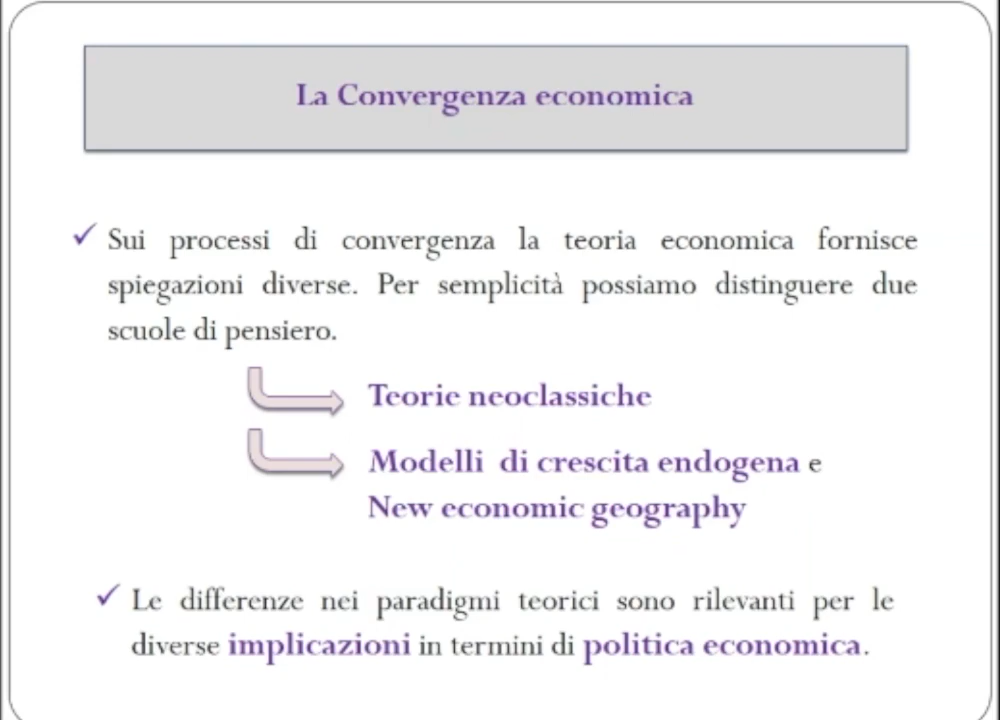 La Convergenza economica
Sui processi di convergenza la teoria economica fornisce
spiegazioni diverse. Per semplicità possiamo distinguere due
scuole di pensiero.
Teorie neoclassiche
Modelli di crescita endogena e
New economic geography
Le differenze nei paradigmi teorici sono rilevanti per le
diverse implicazioni in termini di politica economica.